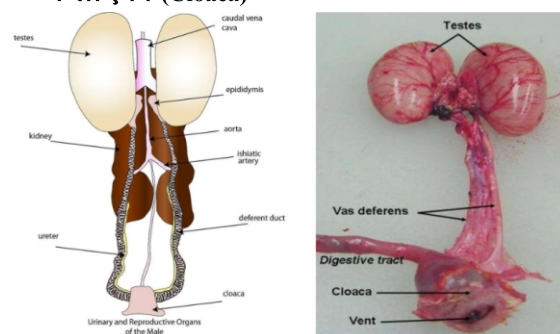 (Cloaca)
testes
caudal vena
cava
epididymis
kidney
aorta
ishiatic
artery
deferent duct
ureter
cloaca
Urinary and Reproductive Organs
of the Male
Testes
Vas deferens
Digestive tract
Cloaca
Vent